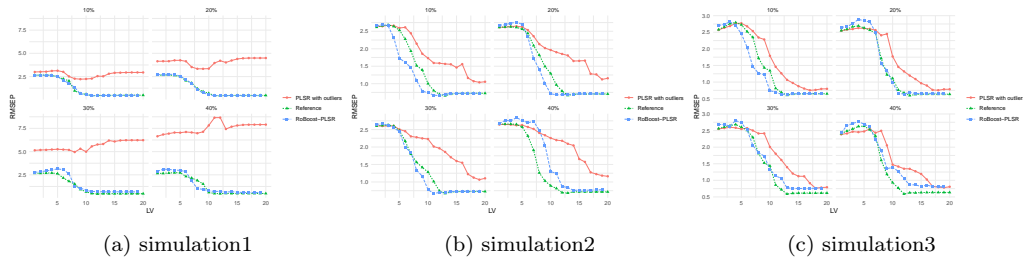 10%
20%
7.5
5.0
2.5
30%
40%
7.5
5.0
2.5
RMSEP
5 10 15 20 5 10 15 20
LV
PLSR with outliers
Reference
RoBoost-PLSR
(a) simulation1
10%
20%
2.5
2.0
1.5
1.0
30%
40%
2.5
2.0
1.5
1.0
RMSEP
5 10 15 20 5 10 15 20
LV
PLSR with outliers
Reference
RoBoost-PLSR
(b) simulation2
10%
20%
3.0
2.5
2.0
1.5
1.0
0.5
30%
40%
3.0
2.5
2.0
1.5
1.0
0.5
RMSEP
5 10 15 20 5 10 15 20
LV
PLSR with outliers
Reference
RoBoost-PLSR
(c) simulation3